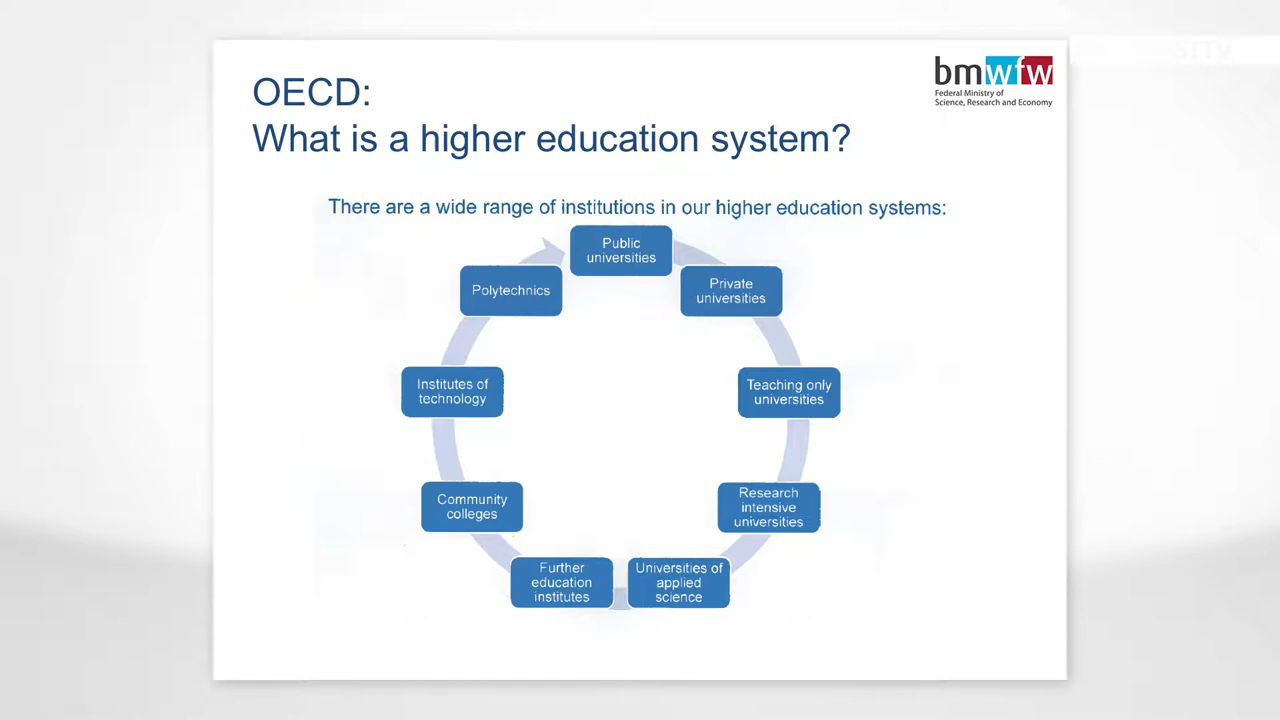 STTV
OECD:
What is a higher education system?
bmwfw
Federal Ministry of
Science, Research and Economy
There are a wide range of institutions in our higher education systems:
Public
universities
Private
universities
Teaching only
universities
Research
intensive
universities
Universities of
applied
science
Further
education
institutes
Community
colleges
Institutes of
technology
Polytechnics